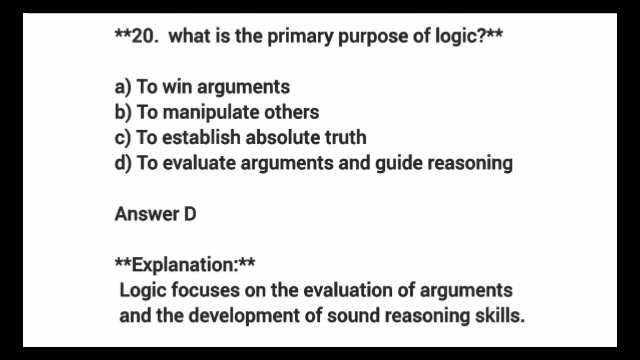 **20. what is the primary purpose of logic?**
a) To win arguments
b) To manipulate others
c) To establish absolute truth
d) To evaluate arguments and guide reasoning
Answer D
**Explanation:**
Logic focuses on the evaluation of arguments
and the development of sound reasoning skills.